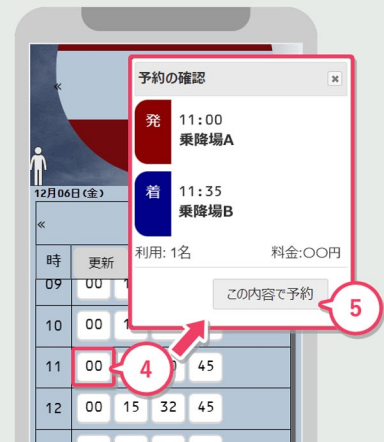 予約の確認
発 11:00
乗降場A
着 11:35
乗降場B
利用: 1名 料金:〇〇円
この内容で予約
5
«
12月06日(金)
«
時 更新
09 00
10 00
11 00 45
4
12 00 15 32 45